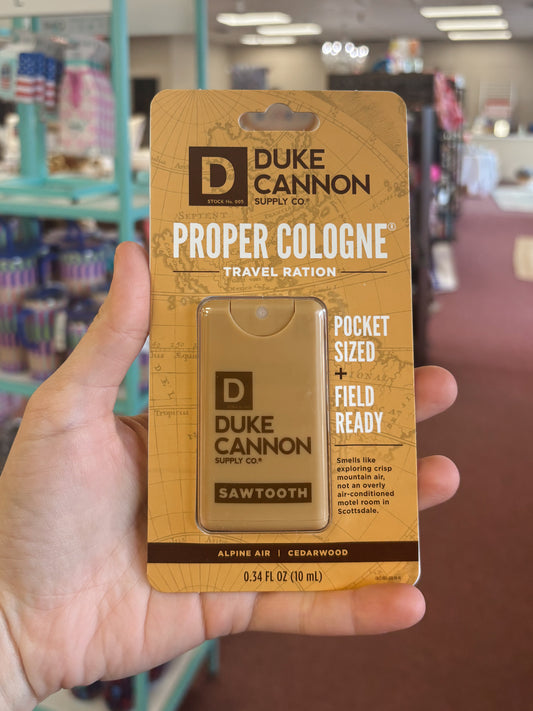 D
STOCK No. 005
DUKE
CANNON
SUPPLY CO.®
PROPER COLOGNE®
TRAVEL RATION
POCKET
SIZED
+
FIELD
READY
D
DUKE
CANNON
SUPPLY CO.®
SAWTOOTH
Smells like
exploring crisp
mountain air,
not an overly
air-conditioned
motel room in
Scottsdale.
ALPINE AIR | CEDARWOOD
0.34 FL OZ (10 mL)